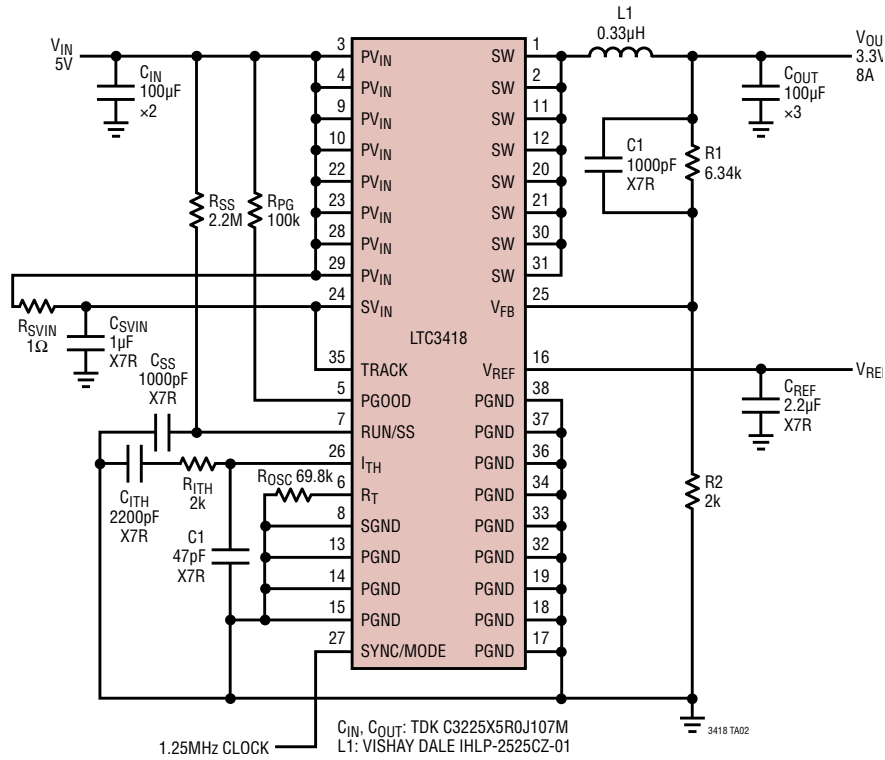 VIN
5V
CIN
100µF
×2
RSS
2.2M
RPG
100k
RSVIN
1Ω
CSVIN
1µF
X7R
CSS
1000pF
X7R
CITH
2200pF
X7R
RITH
2k
C1
47pF
X7R
ROSC 69.8k
1.25MHz CLOCK
3 PVIN
4 PVIN
9 PVIN
10 PVIN
22 PVIN
23 PVIN
28 PVIN
29 PVIN
24 SVIN
35 TRACK
5 PGOOD
7 RUN/SS
26 ITH
6 RT
8 SGND
13 PGND
14 PGND
15 PGND
27 SYNC/MODE
LTC3418
SW 1
SW 2
SW 11
SW 12
SW 20
SW 21
SW 30
SW 31
VFB 25
VREF 16
PGND 38
PGND 37
PGND 36
PGND 34
PGND 33
PGND 32
PGND 19
PGND 18
PGND 17
L1
0.33µH
C1
1000pF
X7R
R1
6.34k
COUT
100µF
×3
VOU
3.3V
8A
VREF
CREF
2.2µF
X7R
R2
2k
3418 TA02
CIN, COUT: TDK C3225X5R0J107M
L1: VISHAY DALE IHLP-2525CZ-01